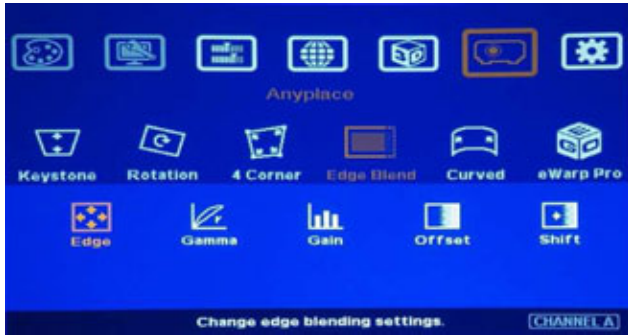 Anyplace
Keystone Rotation 4 Corner Edge Blend Curved eWarp Pro
Edge Gamma Gain Offset Shift
Change edge blending settings. CHANNEL A